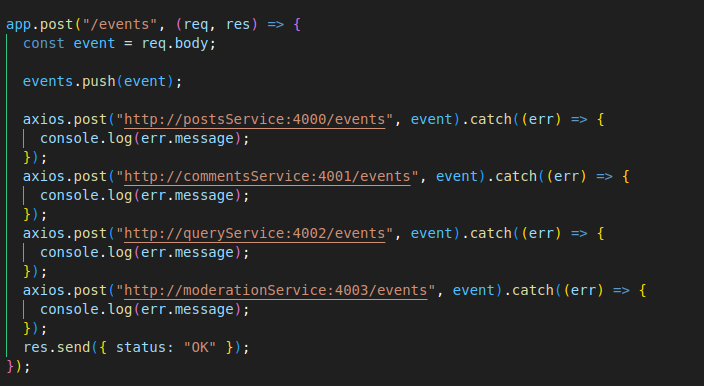 app.post("/events", (req, res) => {
  const event = req.body;

  events.push(event);

  axios.post("http://postsService:4000/events", event).catch((err) => {
    console.log(err.message);
  });
  axios.post("http://commentsService:4001/events", event).catch((err) => {
    console.log(err.message);
  });
  axios.post("http://queryService:4002/events", event).catch((err) => {
    console.log(err.message);
  });
  axios.post("http://moderationService:4003/events", event).catch((err) => {
    console.log(err.message);
  });
  res.send({ status: "OK" });
});